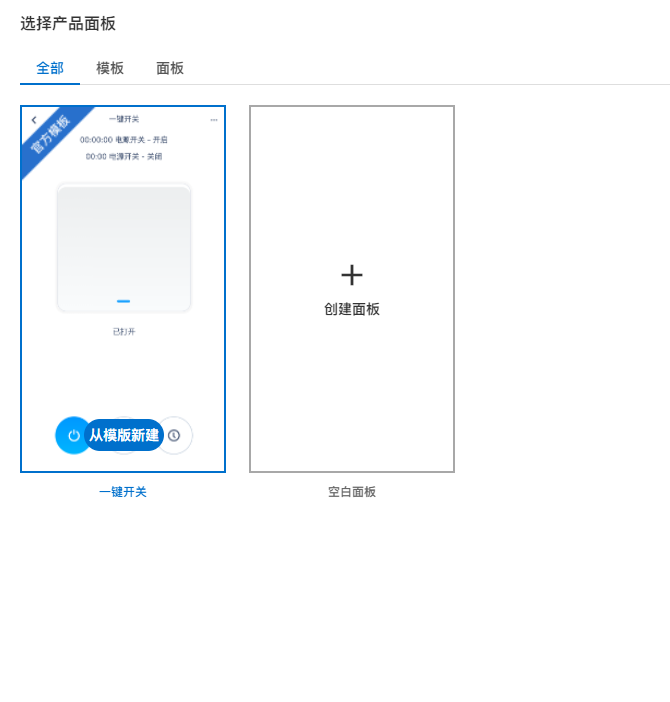 选择产品面板
全部 模板 面板
官方模板
一键开关
00:00:00 电源开关 - 开启
00:00 电源开关 - 关闭
已打开
从模版新建
一键开关
创建面板
空白面板